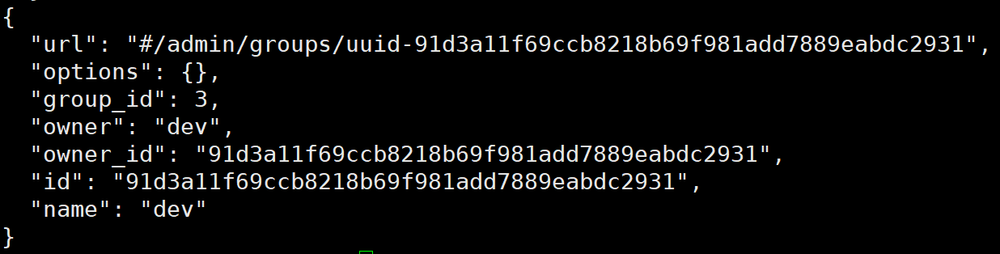 {
  "url": "#/admin/groups/uuid-91d3a11f69ccb8218b69f981add7889eabdc2931",
  "options": {},
  "group_id": 3,
  "owner": "dev",
  "owner_id": "91d3a11f69ccb8218b69f981add7889eabdc2931",
  "id": "91d3a11f69ccb8218b69f981add7889eabdc2931",
  "name": "dev"
}